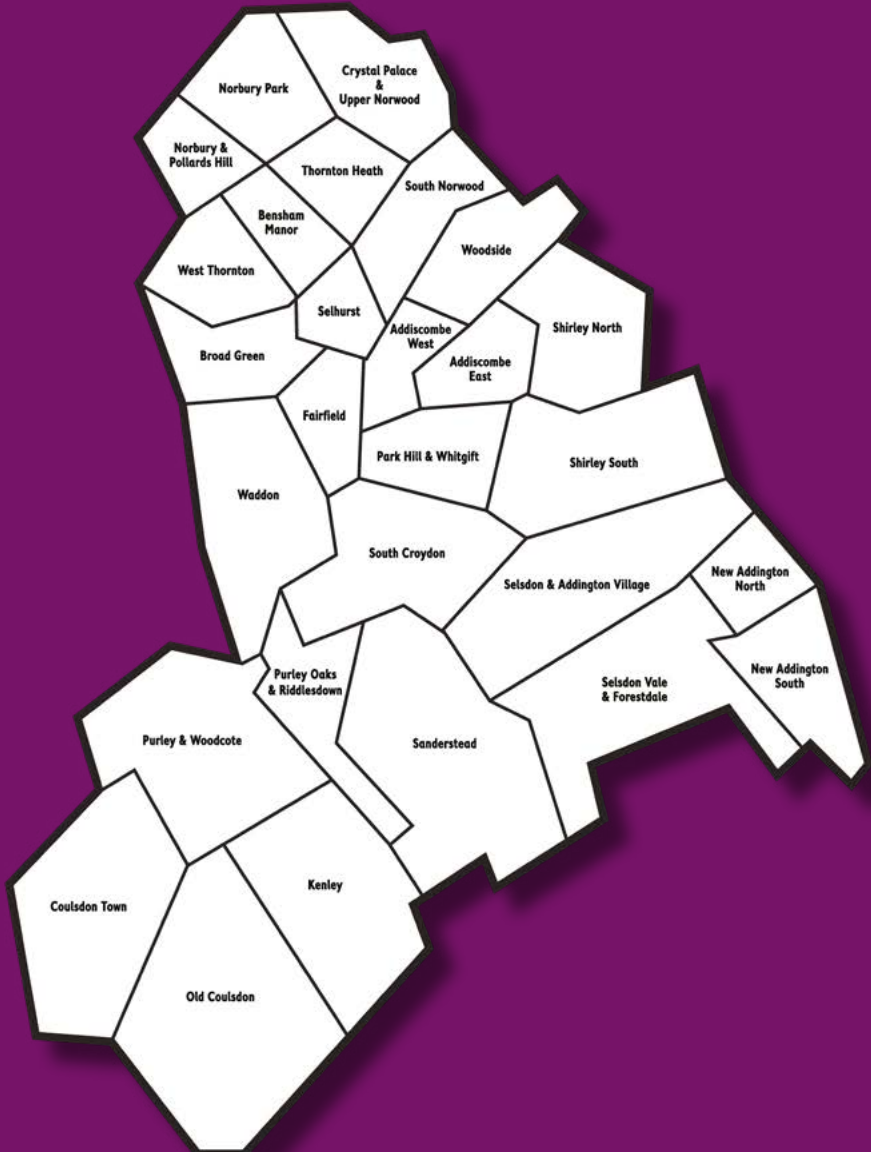 Crystal Palace
&
Upper Norwood
Norbury Park
Norbury &
Pollards Hill
Thornton Heath
South Norwood
Bensham
Manor
Woodside
West Thornton
Selhurst
Addiscombe
West
Shirley North
Broad Green
Addiscombe
East
Fairfield
Park Hill & Whitgift
Shirley South
Waddon
South Croydon
Selsdon & Addington Village
New Addington
North
Purley Oaks
& Riddlesdown
Selsdon Vale
& Forestdale
New Addington
South
Purley & Woodcote
Sanderstead
Kenley
Coulsdon Town
Old Coulsdon